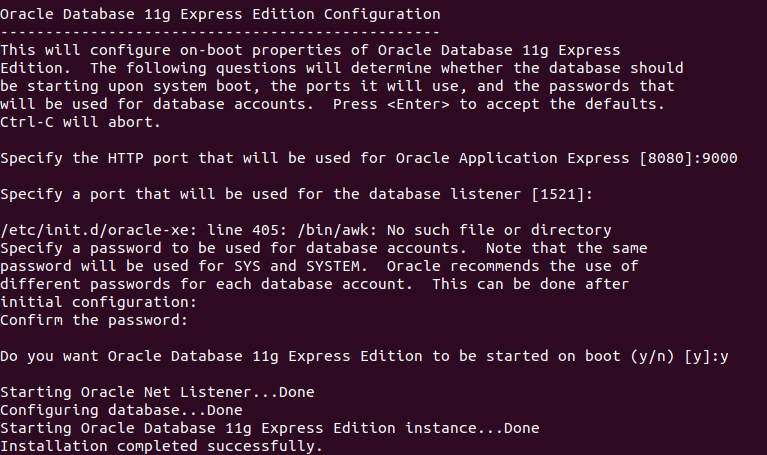 Oracle Database 11g Express Edition Configuration
-------------------------------------------------
This will configure on-boot properties of Oracle Database 11g Express
Edition.  The following questions will determine whether the database should
be starting upon system boot, the ports it will use, and the passwords that
will be used for database accounts.  Press <Enter> to accept the defaults.
Ctrl-C will abort.

Specify the HTTP port that will be used for Oracle Application Express [8080]:9000

Specify a port that will be used for the database listener [1521]:

/etc/init.d/oracle-xe: line 405: /bin/awk: No such file or directory
Specify a password to be used for database accounts.  Note that the same
password will be used for SYS and SYSTEM.  Oracle recommends the use of
different passwords for each database account.  This can be done after
initial configuration:
Confirm the password:

Do you want Oracle Database 11g Express Edition to be started on boot (y/n) [y]:y

Starting Oracle Net Listener...Done
Configuring database...Done
Starting Oracle Database 11g Express Edition instance...Done
Installation completed successfully.